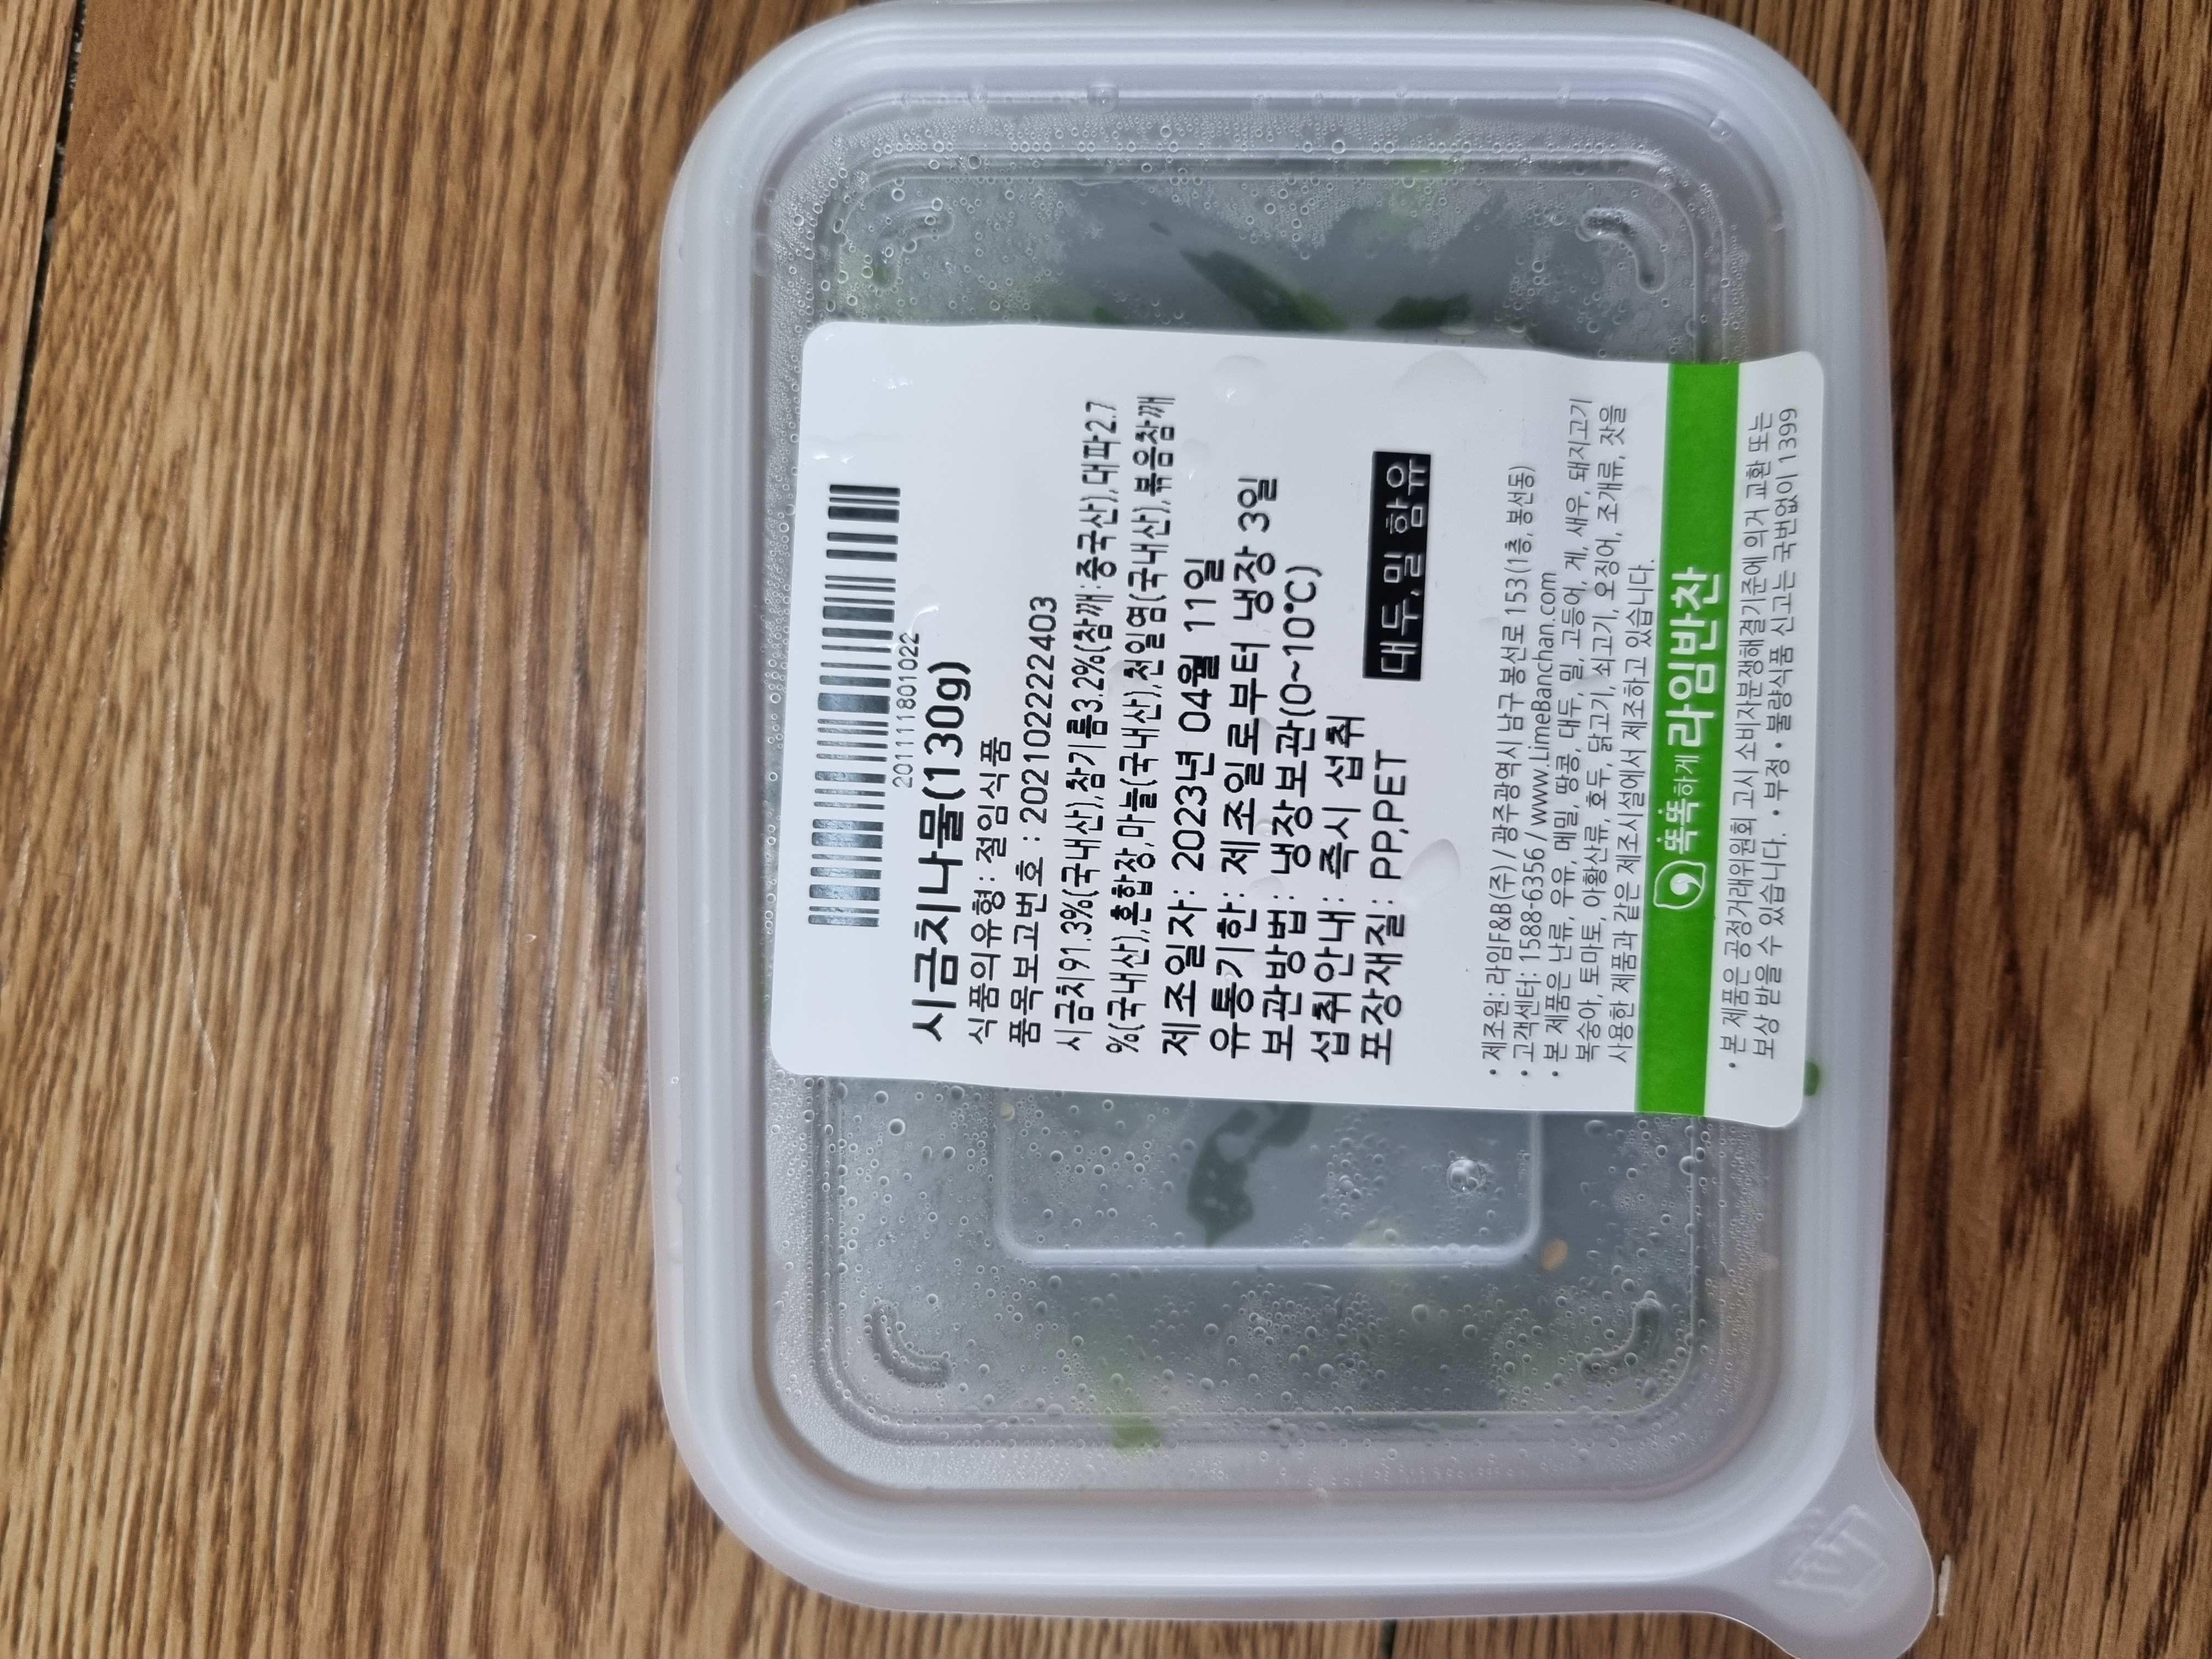 201111801022
시금치나물(130g)
식품의유형: 절임식품
품목보고번호 : 2021022222403
시금치91.3%(국내산),참기름3.2%(참깨:중국산),대파2.7
%(국내산),혼합장,마늘(국내산),천일염(국내산),볶음참깨
제조일자: 2023년 04월 11일
유통기한: 제조일로부터 냉장 3일
보관방법: 냉장보관(0~10℃)
섭취안내: 즉시 섭취
포장재질: PP,PET
대두,밀 함유
• 제조원: 라임F&B(주) / 광주광역시 남구 봉선로 153(1층, 봉선동)
• 고객센터: 1588-6356 / www.LimeBanchan.com
• 본 제품은 난류, 우유, 메밀, 땅콩, 대두, 밀, 고등어, 게, 새우, 돼지고기
복숭아, 토마토, 아황산류, 호두, 닭고기, 쇠고기, 오징어, 조개류, 잣을
사용한 제품과 같은 제조시설에서 제조하고 있습니다.
똑똑하게 라임반찬
• 본 제품은 공정거래위원회 고시 소비자분쟁해결기준에 의거 교환 또는
보상 받을 수 있습니다. • 부정 • 불량식품 신고는 국번없이 1399